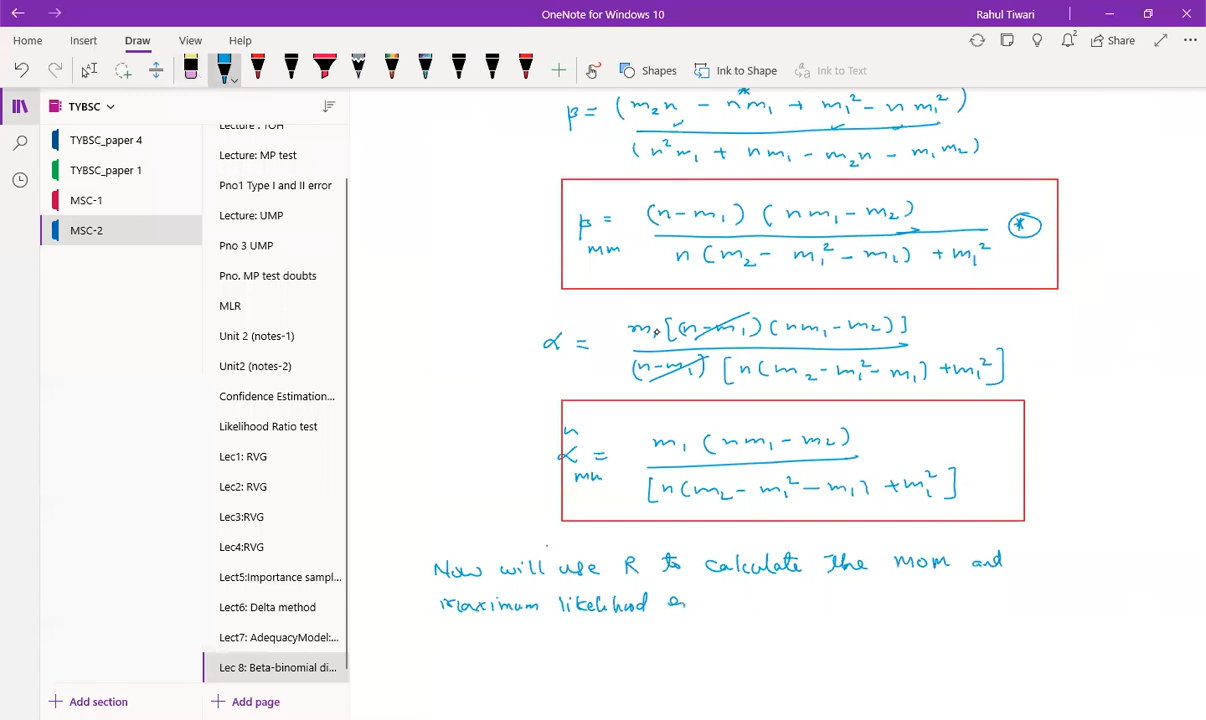 OneNote for Windows 10
Rahul Tiwari
Home Insert Draw View Help
2 Share
Shapes Ink to Shape Ink to Text
TYBSC
TYBSC_paper 4
TYBSC_paper 1
MSC-1
MSC-2
Lecture: MP test
Pno1 Type I and II error
Lecture: UMP
Pno 3 UMP
Pno. MP test doubts
MLR
Unit 2 (notes-1)
Unit2 (notes-2)
Confidence Estimation...
Likelihood Ratio test
Lec1: RVG
Lec2: RVG
Lec3:RVG
Lec4:RVG
Lect5:Importance sampl...
Lect6: Delta method
Lect7: AdequacyModel:...
Lec 8: Beta-binomial di...
Add section
Add page
β = (m₂n - n m₁ + m₁² - n m₁²)
(n²m₁ + nm₁ - m₂n - m₁m₂)
β mm = (n-m₁) (nm₁-m₂)
n(m₂ - m₁² - m₁) + m₁² *
α = m₁[(n-m₁)(nm₁-m₂)]
(n-m₁) [n(m₂-m₁²-m₁) + m₁²]
α mm = m₁ (nm₁-m₂)
[n(m₂-m₁²-m₁) + m₁²]
Now will use R to calculate the MOM and
maximum likelihod